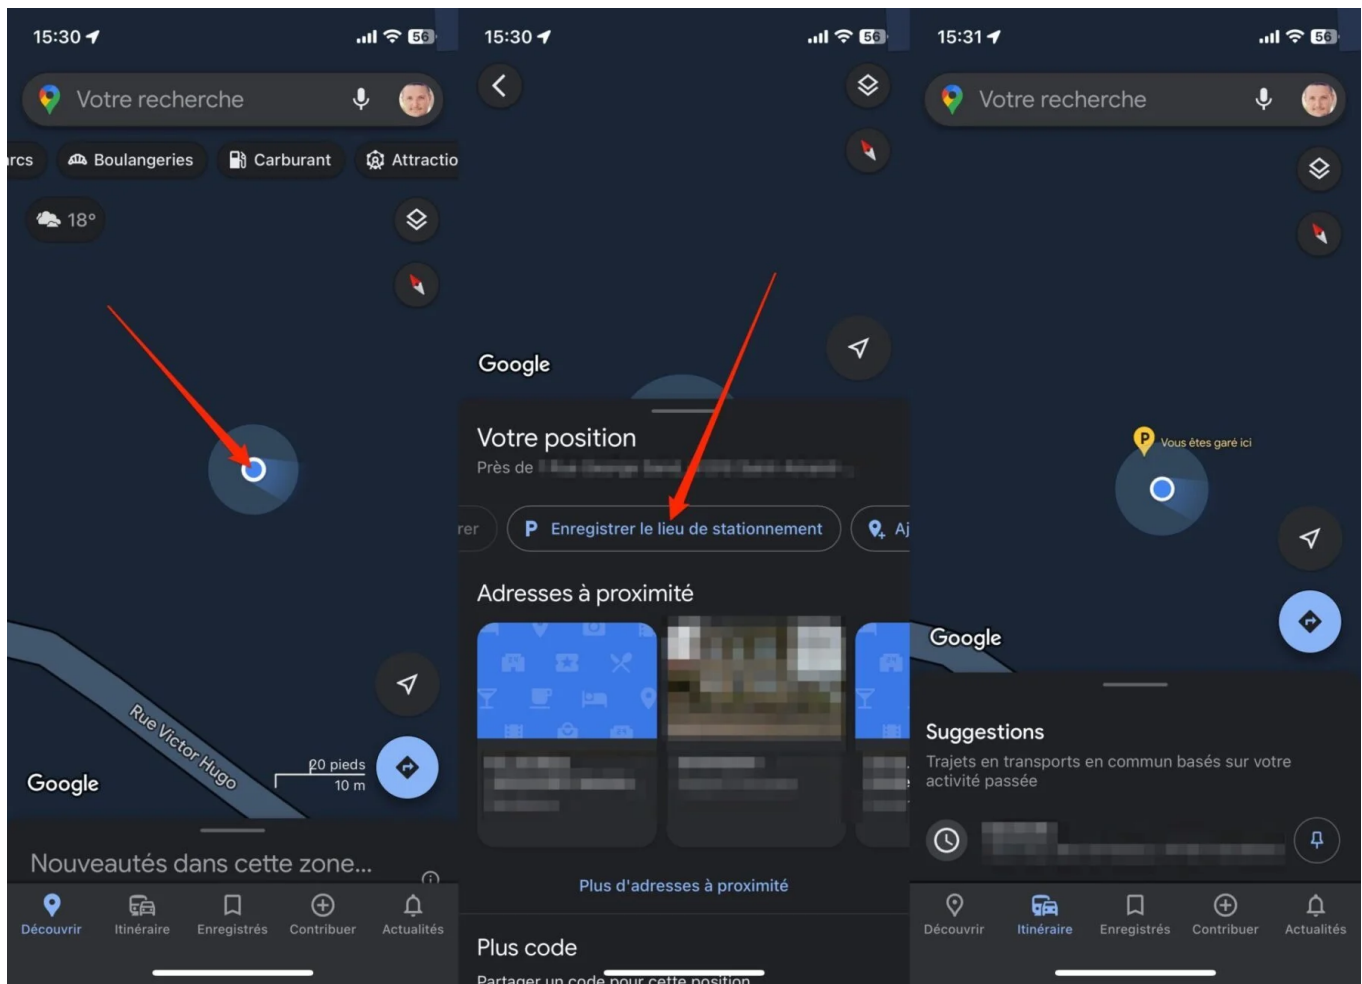 15:30
56
Votre recherche
arcs
Boulangeries
Carburant
Attractio
18°
Rue Victor Hugo
20 pieds
10 m
Google
Nouveautés dans cette zone...
Découvrir
Itinéraire
Enregistrés
Contribuer
Actualités
15:30
56
Google
Votre position
Près de
rer
P Enregistrer le lieu de stationnement
Aj
Adresses à proximité
Plus d'adresses à proximité
Plus code
Partager un code pour cette position
15:31
56
Votre recherche
P Vous êtes garé ici
Google
Suggestions
Trajets en transports en commun basés sur votre
activité passée
Découvrir
Itinéraire
Enregistrés
Contribuer
Actualités